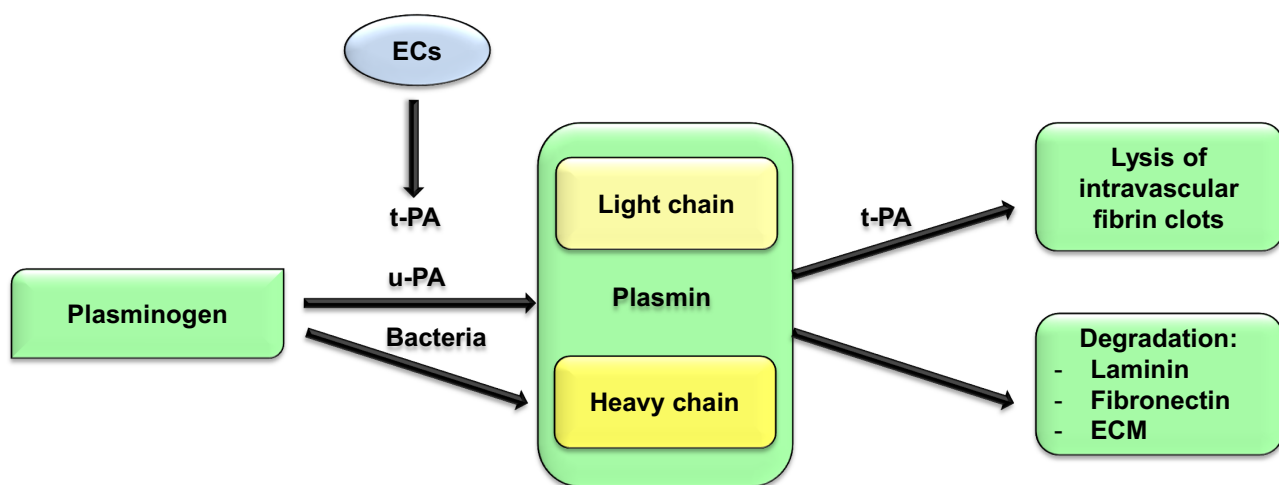 ECs
t-PA
u-PA
Plasminogen
Bacteria
Light chain
Plasmin
Heavy chain
t-PA
Lysis of
intravascular
fibrin clots
Degradation:
- Laminin
- Fibronectin
- ECM